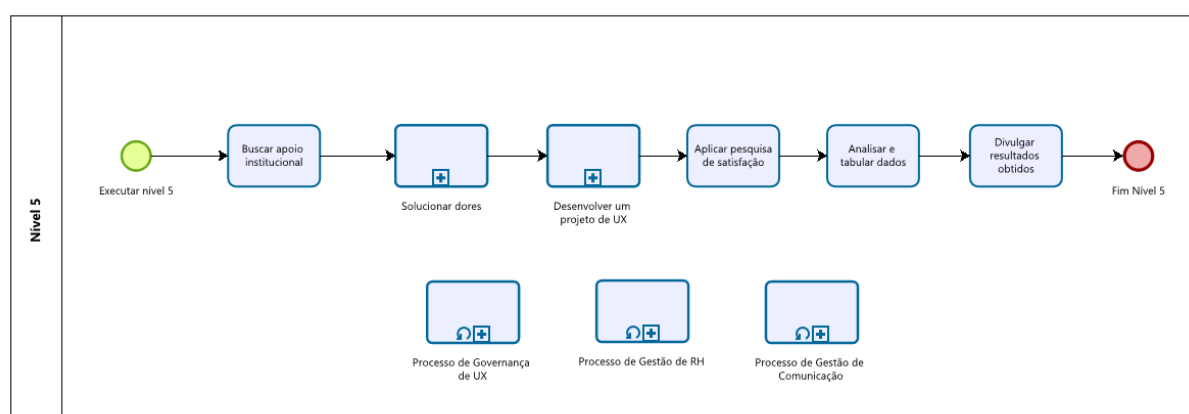 Nível 5
Executar nível 5
Buscar apoio
institucional
Solucionar dores
Desenvolver um
projeto de UX
Aplicar pesquisa
de satisfação
Analisar e
tabular dados
Divulgar
resultados
obtidos
Fim Nível 5
Processo de Governança
de UX
Processo de Gestão de RH
Processo de Gestão de
Comunicação